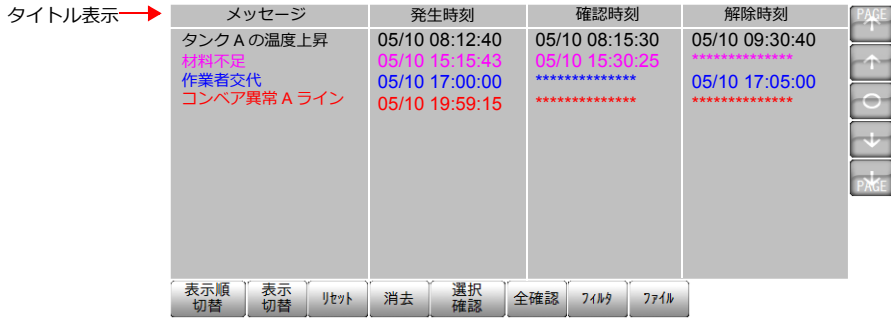 タイトル表示
メッセージ 発生時刻 確認時刻 解除時刻
タンク A の温度上昇 05/10 08:12:40 05/10 08:15:30 05/10 09:30:40
材料不足 05/10 15:15:43 05/10 15:30:25 **************
作業者交代 05/10 17:00:00 ************** 05/10 17:05:00
コンベア異常 A ライン 05/10 19:59:15 ************** **************
PAGE
PAGE
表示順
切替
表示
切替
ﾘｾｯﾄ
消去
選択
確認
全確認
ﾌｨﾙﾀ
ﾌｧｲﾙ